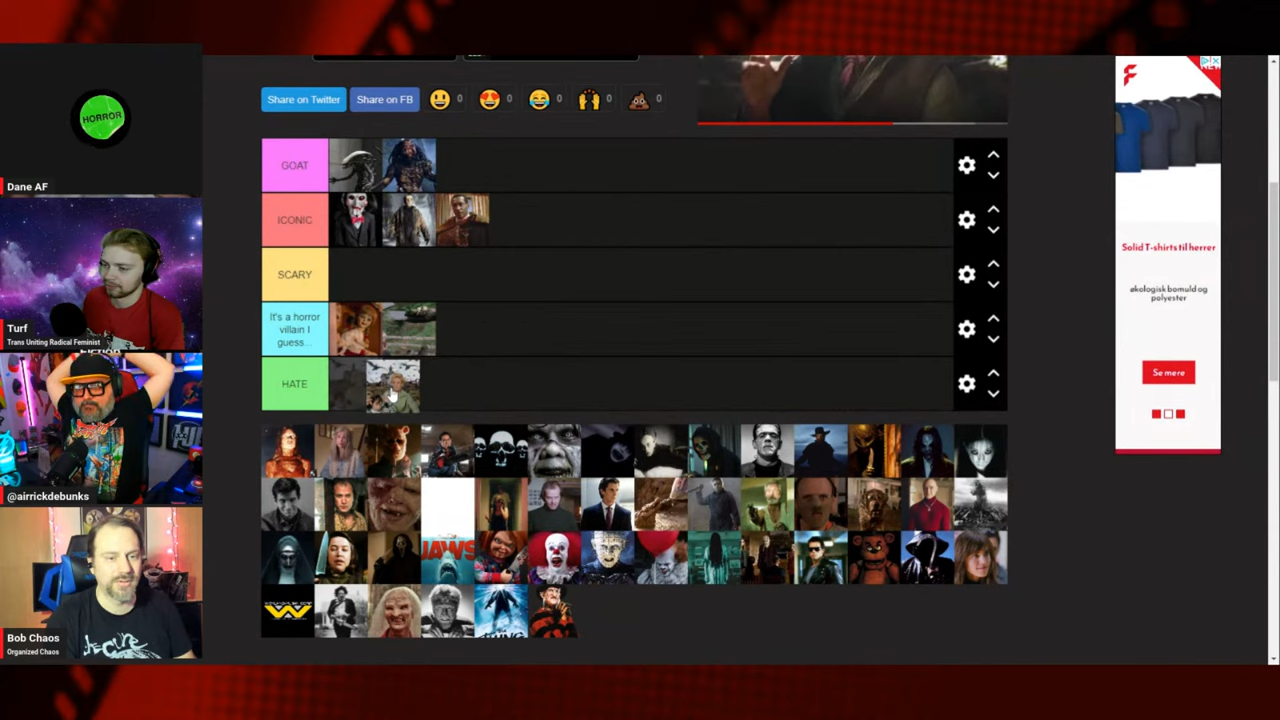 HORROR
Dane AF
Turf
Trans Uniting Radical Feminist
@airrickdebunks
Bob Chaos
Organized Chaos
Share on Twitter
Share on FB
0
0
0
0
0
GOAT
ICONIC
SCARY
It's a horror
villain I
guess...
HATE
JAWS
Solid T-shirts til herrer
økologisk bomuld og
polyester
Se mere